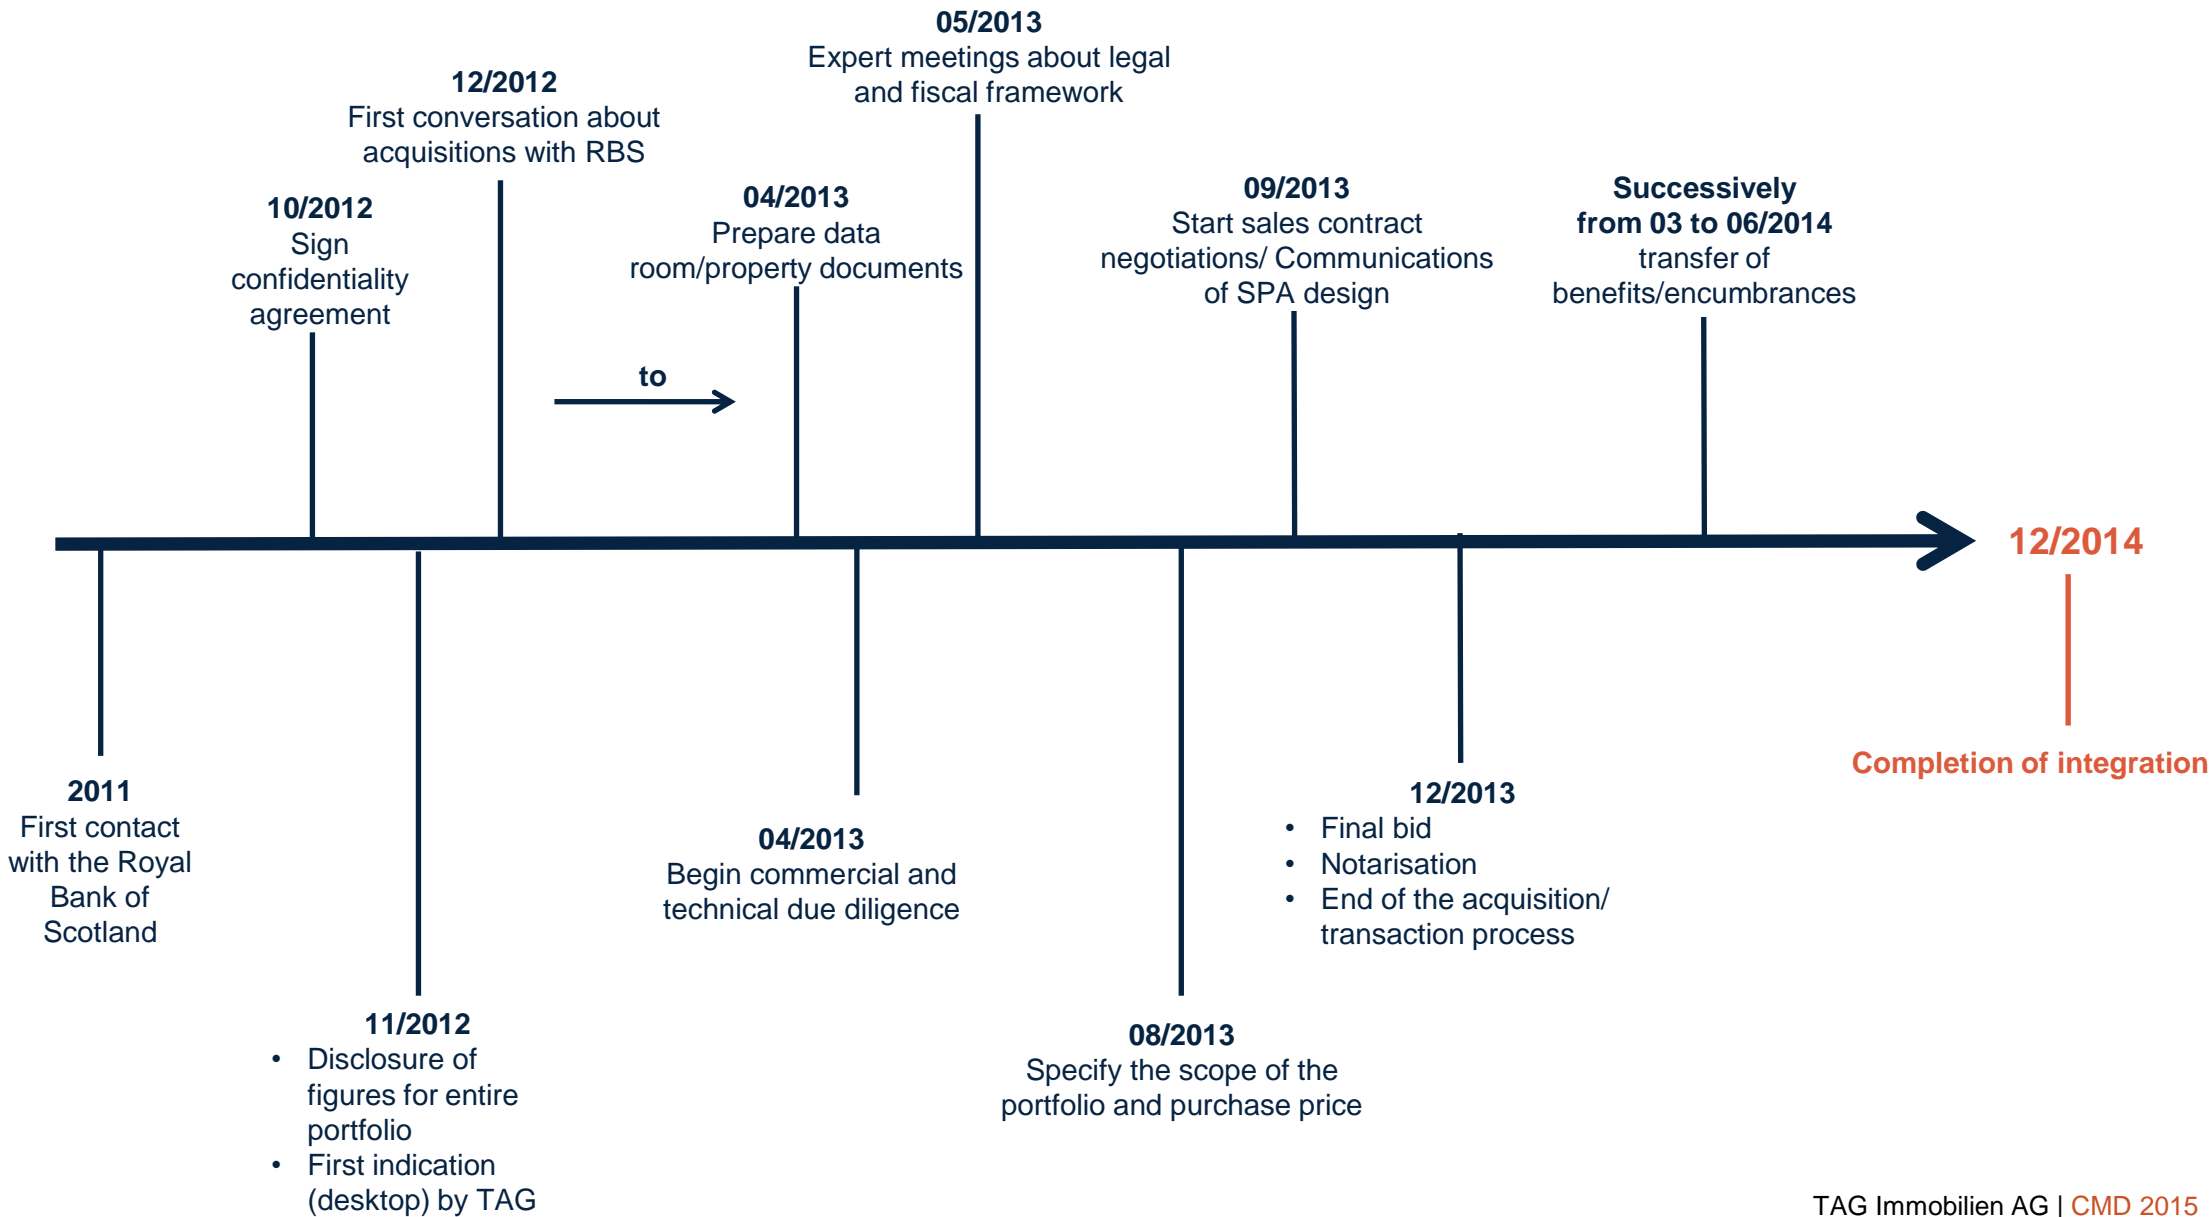 05/2013
Expert meetings about legal
and fiscal framework
12/2012
First conversation about
acquisitions with RBS
10/2012
Sign
confidentiality
agreement
04/2013
Prepare data
room/property documents
09/2013
Start sales contract
negotiations/ Communications
of SPA design
Successively
from 03 to 06/2014
transfer of
benefits/encumbrances
to
12/2014
Completion of integration
2011
First contact
with the Royal
Bank of
Scotland
11/2012
• Disclosure of
figures for entire
portfolio
• First indication
(desktop) by TAG
04/2013
Begin commercial and
technical due diligence
08/2013
Specify the scope of the
portfolio and purchase price
12/2013
• Final bid
• Notarisation
• End of the acquisition/
transaction process
TAG Immobilien AG | CMD 2015